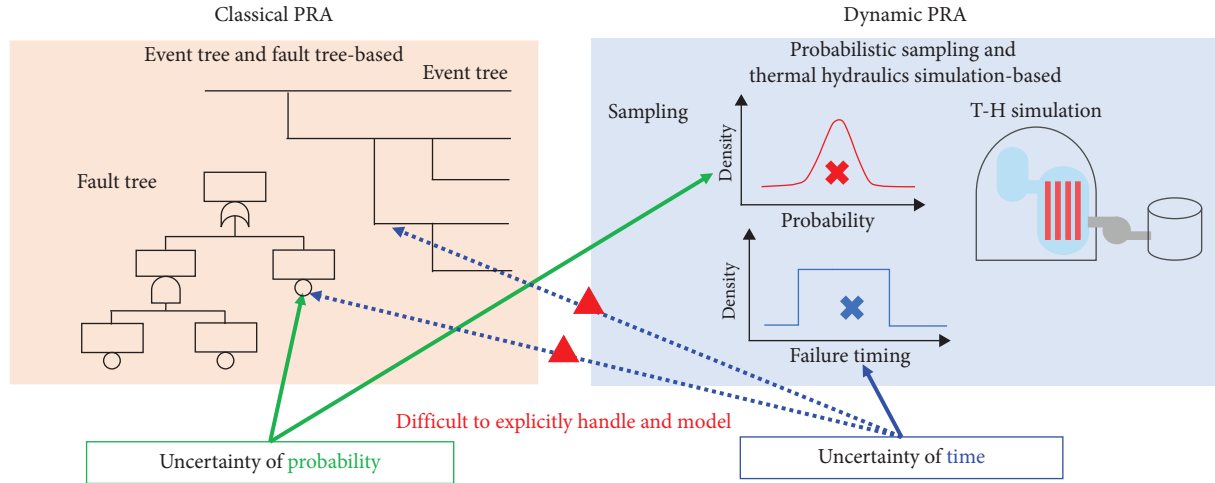 Classical PRA
Event tree and fault tree-based
Event tree
Fault tree
Dynamic PRA
Probabilistic sampling and
thermal hydraulics simulation-based
Sampling
Density
Probability
T-H simulation
Density
Failure timing
Difficult to explicitly handle and model
Uncertainty of probability
Uncertainty of time